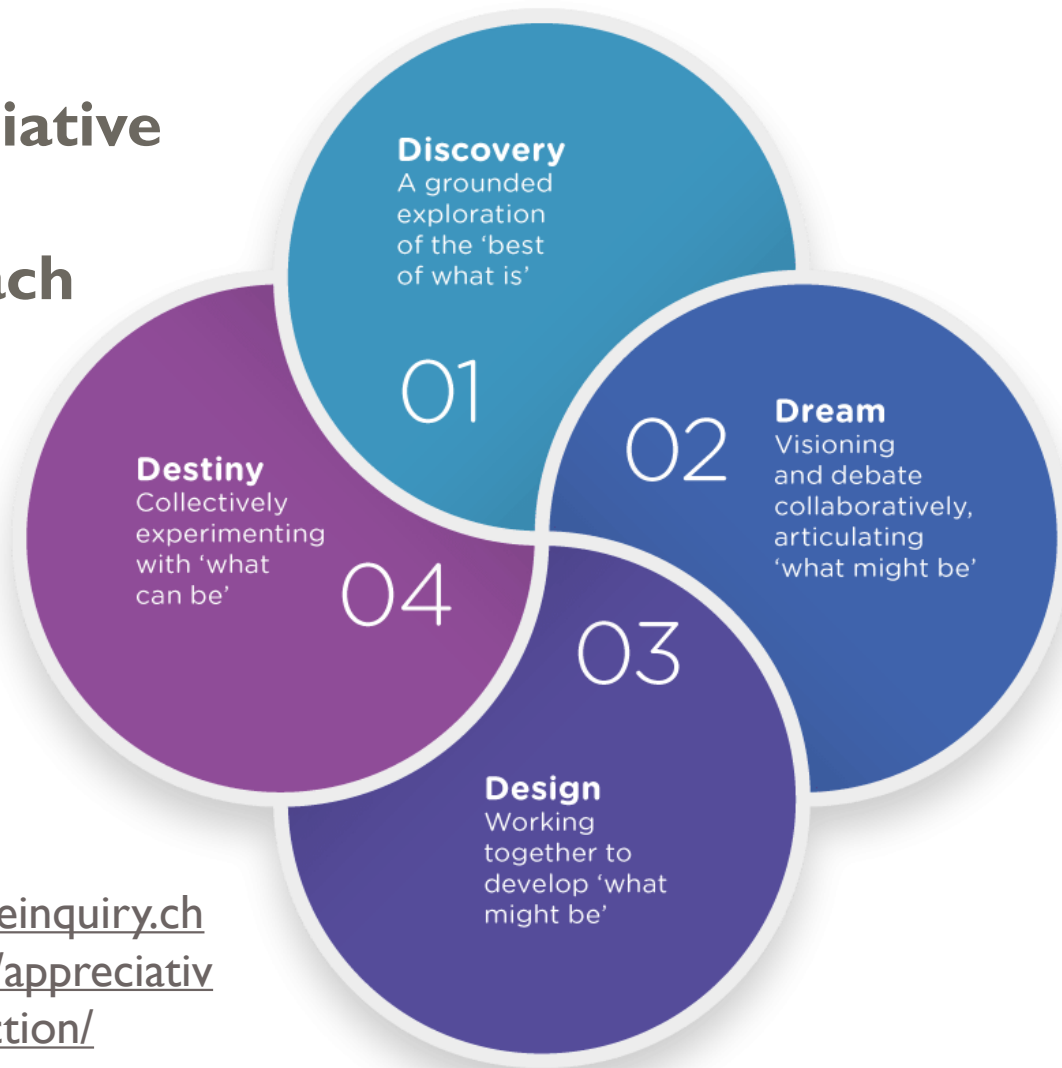 iative
ach
Discovery
A grounded
exploration
of the ‘best
of what is’
01
02
Dream
Visioning
and debate
collaboratively,
articulating
‘what might be’
03
Design
Working
together to
develop ‘what
might be’
Destiny
Collectively
experimenting
with ‘what
can be’
04
einquiry.ch
/appreciativ
ction/